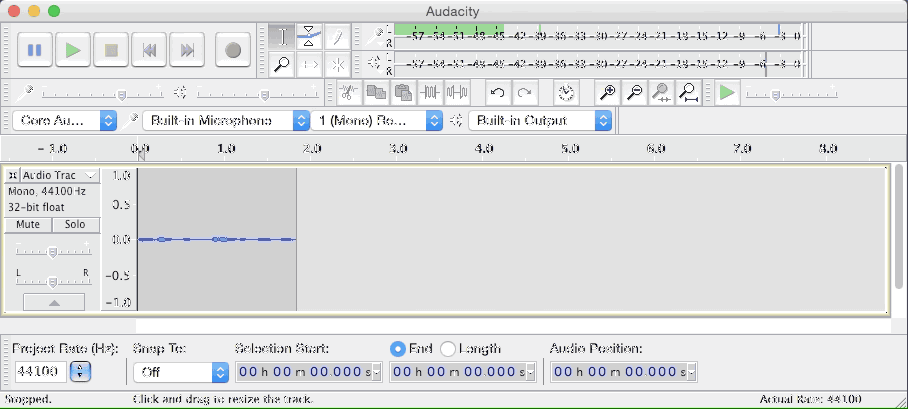 Audacity
-57 -54 -51 -48 -45 -42 -39 -36 -33 -30 -27 -24 -21 -18 -15 -12 -9 -6 -3 0
L
R
-57 -54 -51 -48 -45 -42 -39 -36 -33 -30 -27 -24 -21 -18 -15 -12 -9 -6 -3 0
L
R
Core Au... Built-in Microphone 1 (Mono) Re... Built-in Output
- 1.0 0.0 1.0 2.0 3.0 4.0 5.0 6.0 7.0 8.0
X Audio Trac 1.0
Mono, 44100Hz
32-bit float 0.5
Mute Solo
- + 0.0
L R -0.5
-1.0
Project Rate (Hz): Snap To: Selection Start: End Length Audio Position:
44100 Off 00 h 00 m 00.000 s 00 h 00 m 00.000 s 00 h 00 m 00.000 s
Stopped. Click and drag to resize the track. Actual Rate: 44100